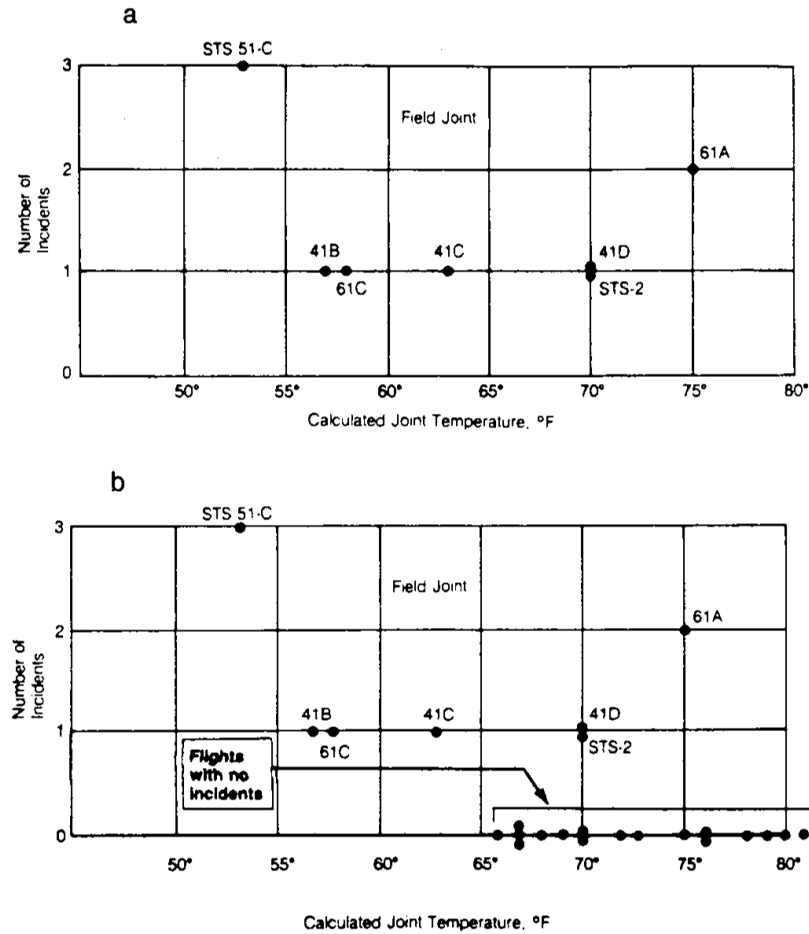 a
STS 51-C
3
Field Joint
61A
2
Number of
Incidents
41B
41C
41D
1
61C
STS-2
0
50° 55° 60° 65° 70° 75° 80°
Calculated Joint Temperature, °F
b
STS 51-C
3
Field Joint
61A
2
Number of
Incidents
41B
41C
41D
1
61C
STS-2
Flights
with no
incidents
0
50° 55° 60° 65° 70° 75° 80°
Calculated Joint Temperature, °F